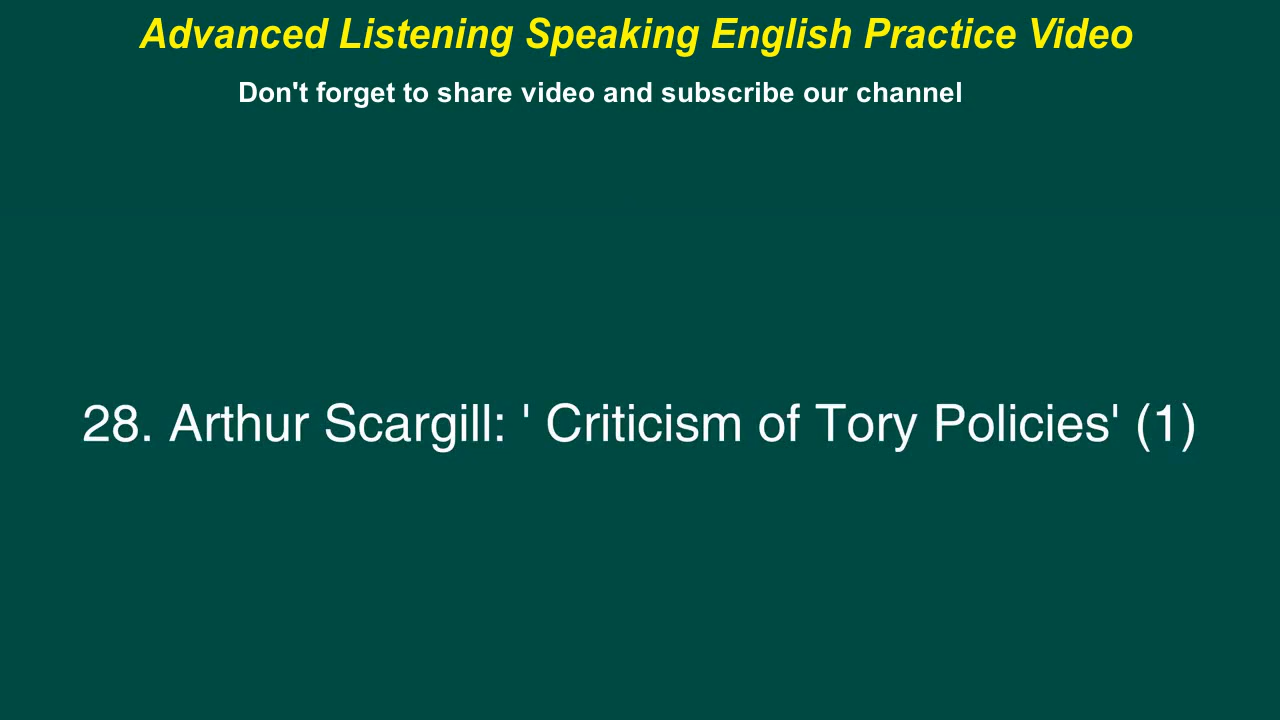 Advanced Listening Speaking English Practice Video
Don't forget to share video and subscribe our channel
28. Arthur Scargill: ' Criticism of Tory Policies' (1)